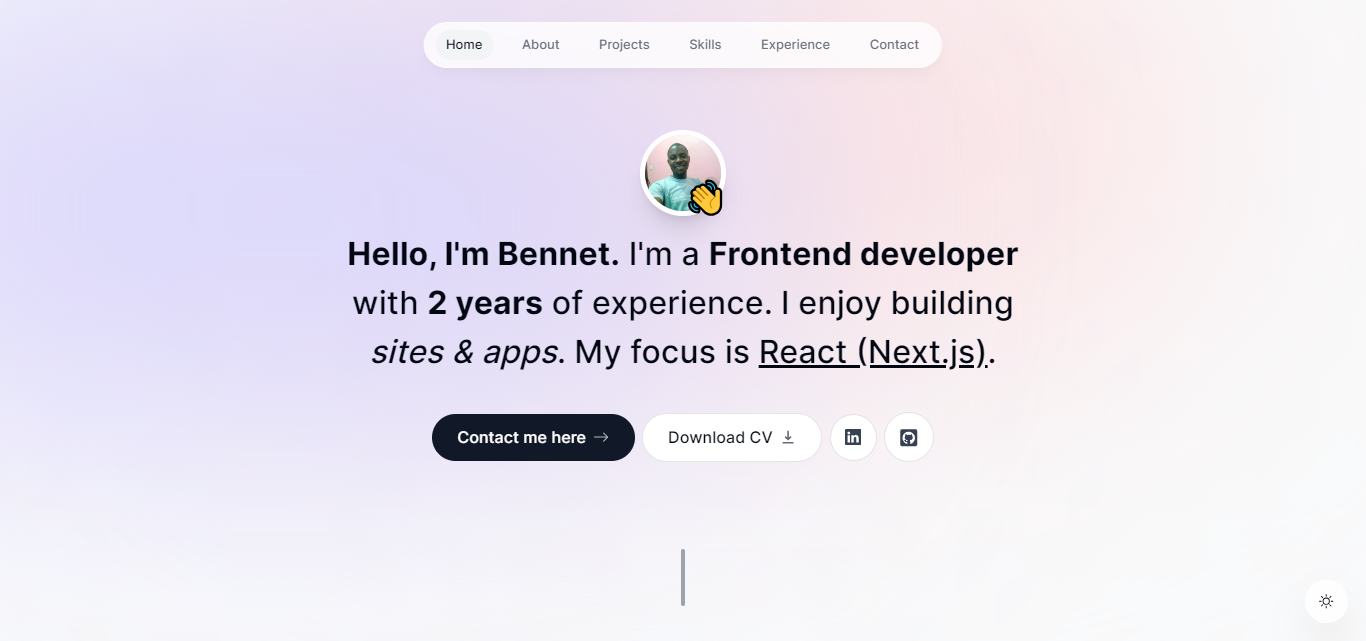 Home About Projects Skills Experience Contact
Hello, I'm Bennet. I'm a Frontend developer
with 2 years of experience. I enjoy building
sites & apps. My focus is React (Next.js).
Contact me here Download CV in